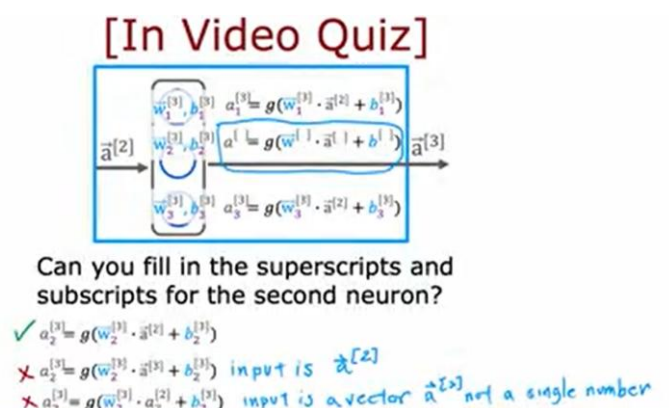 [In Video Quiz]
w⃗₁^[3], b₁^[3] a₁^[3] = g(w⃗₁^[3] · a⃗^[2] + b₁^[3])
a⃗^[2] w⃗₂^[3], b₂^[3] a^[ ] = g(w⃗^[ ] · a⃗^[ ] + b^[ ]) a⃗^[3]
w⃗₃^[3], b₃^[3] a₃^[3] = g(w⃗₃^[3] · a⃗^[2] + b₃^[3])
Can you fill in the superscripts and
subscripts for the second neuron?
✓ a₂^[3] = g(w⃗₂^[3] · a⃗^[2] + b₂^[3])
✗ a₂^[3] = g(w⃗₂^[3] · a⃗^[3] + b₂^[3]) input is a⃗^[2]
✗ a₂^[3] = g(w⃗₂^[3] · a₂^[2] + b₂^[3]) input is a vector a⃗^[2] not a single number